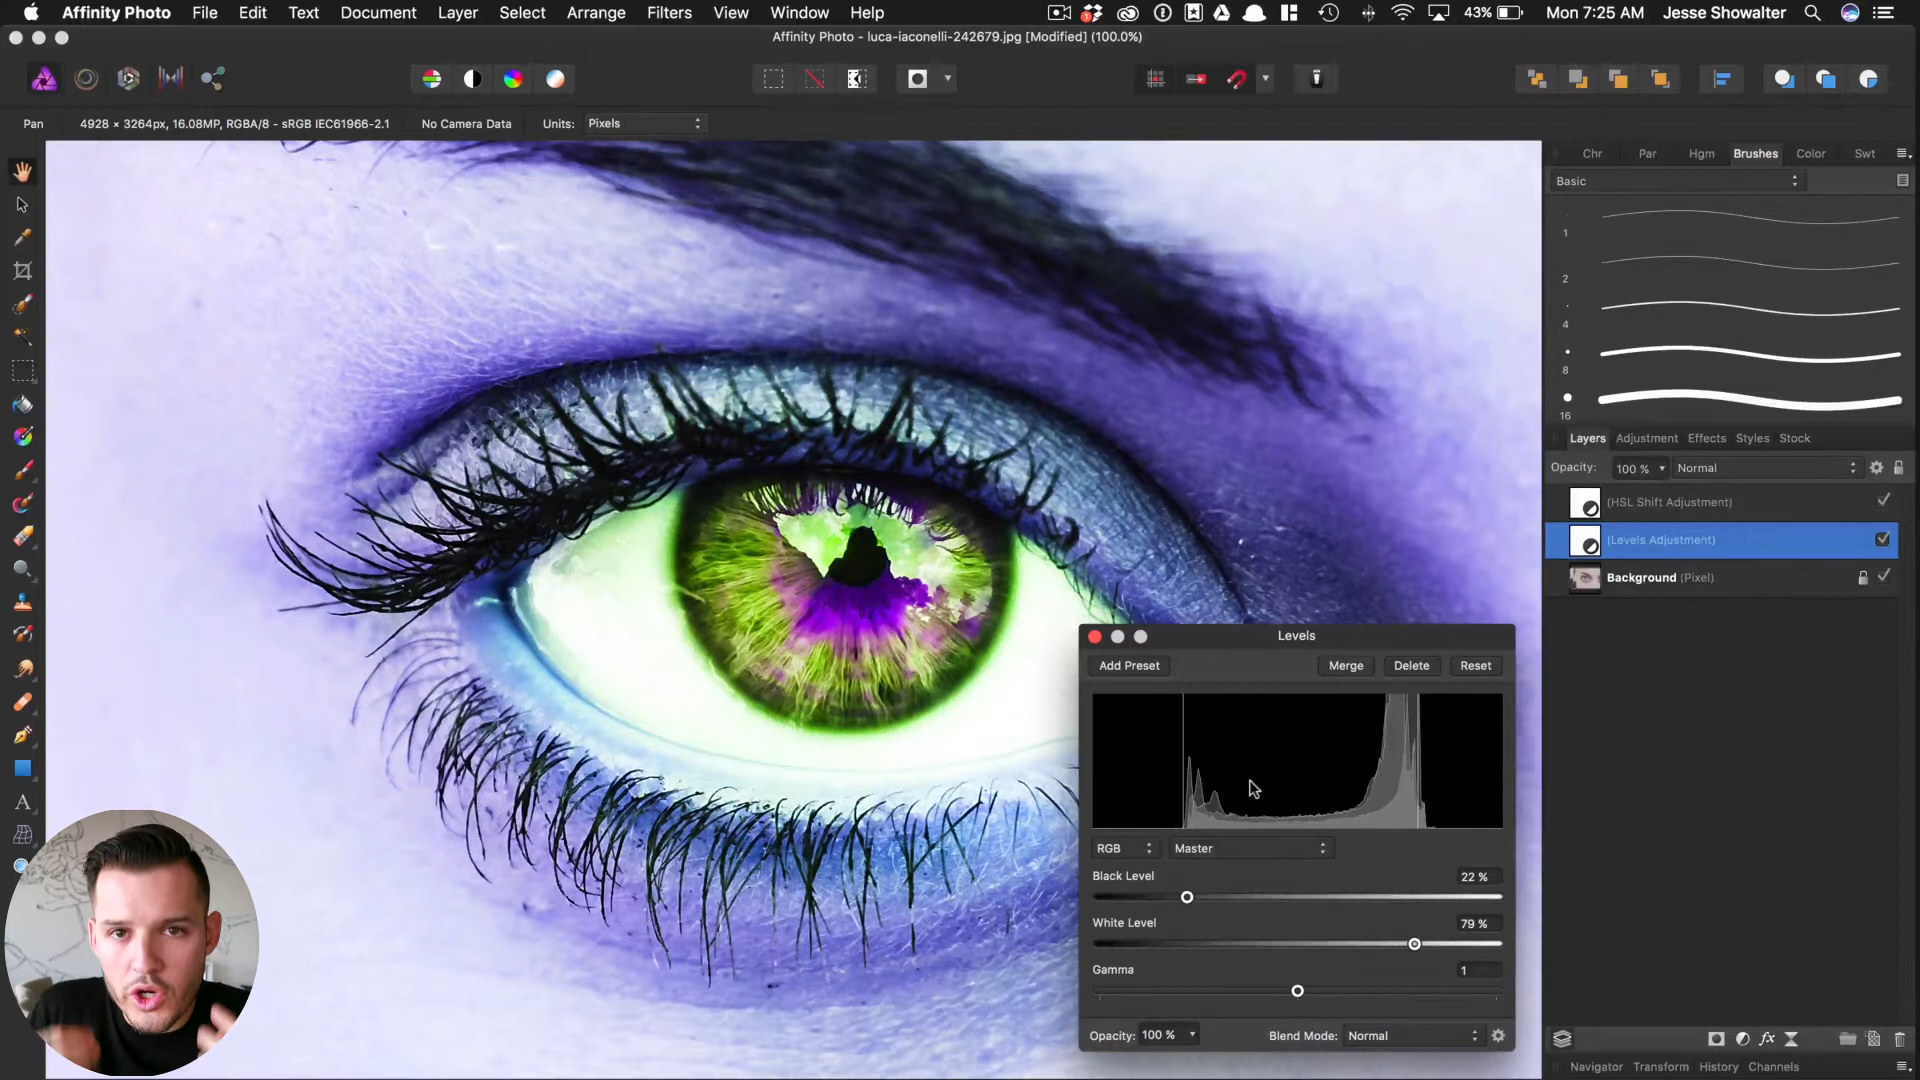 Affinity Photo File Edit Text Document Layer Select Arrange Filters View Window Help 43% Mon 7:25 AM Jesse Showalter
Affinity Photo - luca-iaconelli-242679.jpg [Modified] (100.0%)
Pan 4928 × 3264px, 16.08MP, RGBA/8 - sRGB IEC61966-2.1 No Camera Data Units: Pixels
Chr Par Hgm Brushes Color Swt
Basic
1
2
4
8
16
Layers Adjustment Effects Styles Stock
Opacity: 100 % Normal
(HSL Shift Adjustment)
(Levels Adjustment)
Background (Pixel)
Levels
Add Preset Merge Delete Reset
RGB Master
Black Level 22 %
White Level 79 %
Gamma 1
Opacity: 100 % Blend Mode: Normal
Navigator Transform History Channels